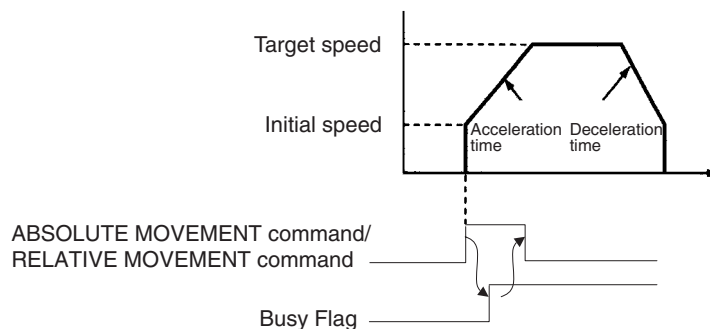 Target speed
Initial speed
Acceleration
time
Deceleration
time
ABSOLUTE MOVEMENT command/
RELATIVE MOVEMENT command
Busy Flag